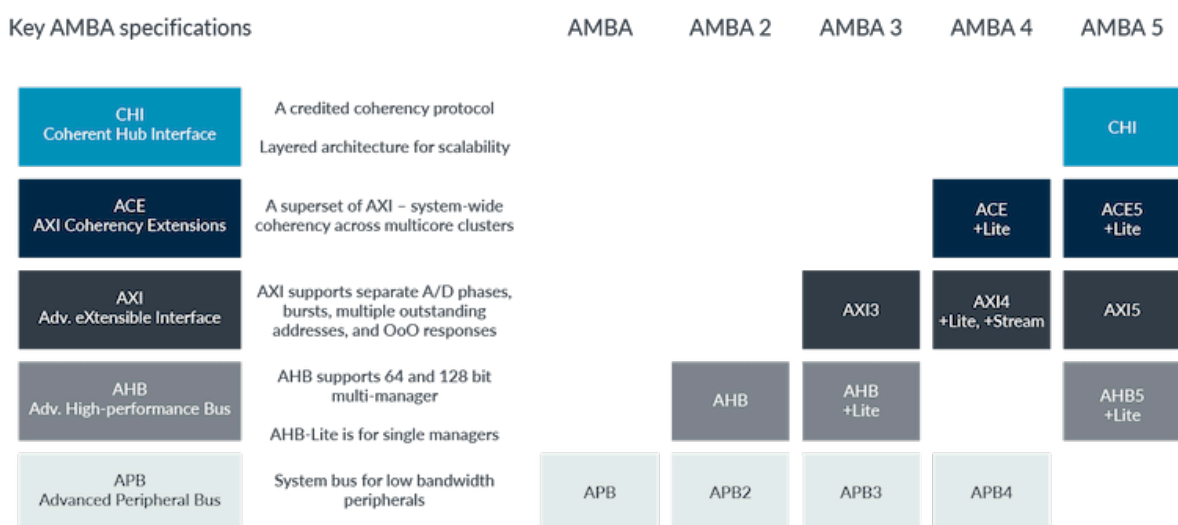 Key AMBA specifications
AMBA
AMBA 2
AMBA 3
AMBA 4
AMBA 5
CHI
Coherent Hub Interface
A credited coherency protocol
Layered architecture for scalability
CHI
ACE
AXI Coherency Extensions
A superset of AXI – system-wide
coherency across multicore clusters
ACE
+Lite
ACE5
+Lite
AXI
Adv. eXtensible Interface
AXI supports separate A/D phases,
bursts, multiple outstanding
addresses, and OoO responses
AXI3
AXI4
+Lite, +Stream
AXI5
AHB
Adv. High-performance Bus
AHB supports 64 and 128 bit
multi-manager
AHB-Lite is for single managers
AHB
AHB
+Lite
AHB5
+Lite
APB
Advanced Peripheral Bus
System bus for low bandwidth
peripherals
APB
APB2
APB3
APB4